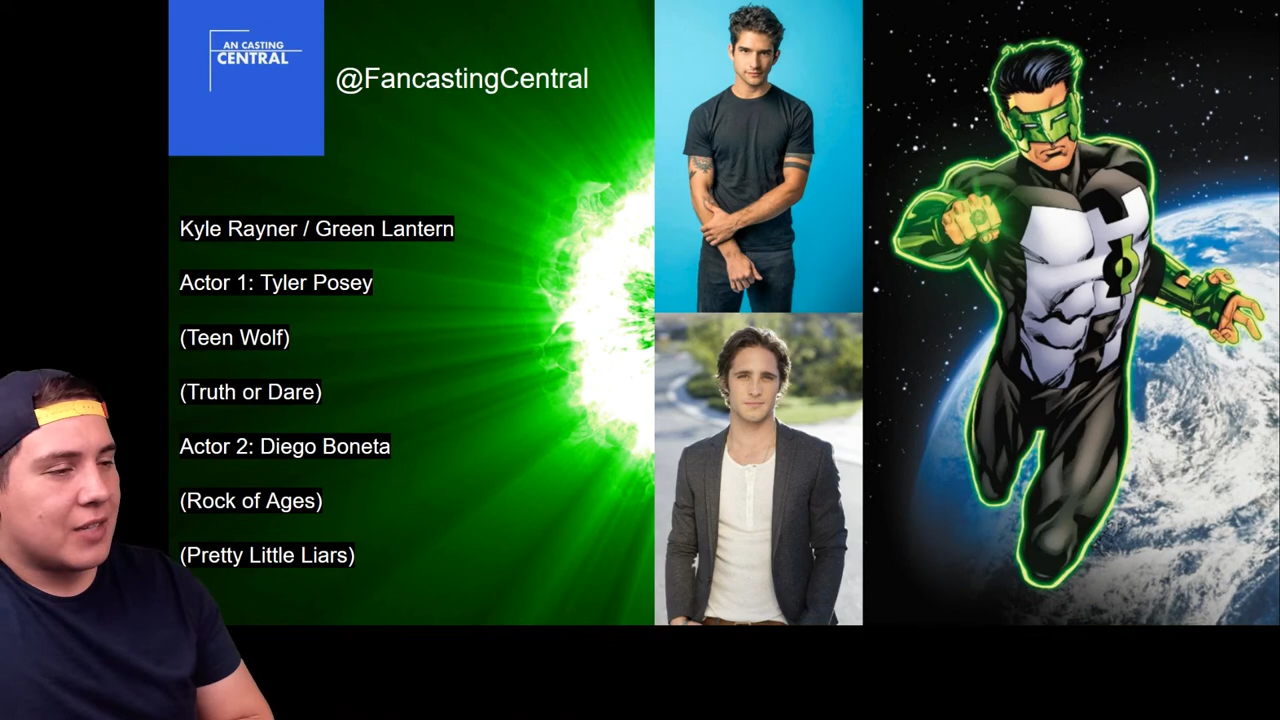 AN CASTING
CENTRAL
@FancastingCentral
Kyle Rayner / Green Lantern
Actor 1: Tyler Posey
(Teen Wolf)
(Truth or Dare)
Actor 2: Diego Boneta
(Rock of Ages)
(Pretty Little Liars)